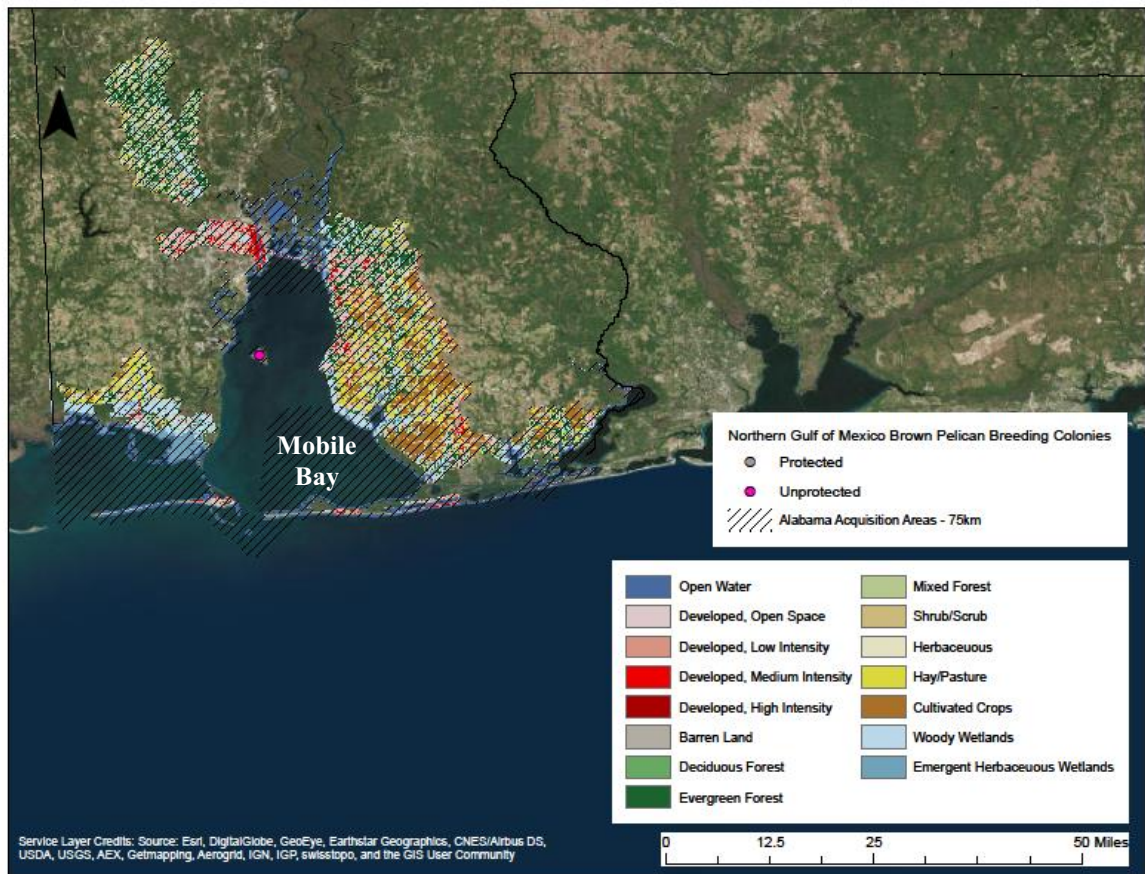 N
Mobile
Bay
Northern Gulf of Mexico Brown Pelican Breeding Colonies
Protected
Unprotected
Alabama Acquisition Areas - 75km
Open Water
Developed, Open Space
Developed, Low Intensity
Developed, Medium Intensity
Developed, High Intensity
Barren Land
Deciduous Forest
Evergreen Forest
Mixed Forest
Shrub/Scrub
Herbaceuous
Hay/Pasture
Cultivated Crops
Woody Wetlands
Emergent Herbaceuous Wetlands
Service Layer Credits: Source: Esri, DigitalGlobe, GeoEye, Earthstar Geographics, CNES/Airbus DS,
USDA, USGS, AEX, Getmapping, Aerogrid, IGN, IGP, swisstopo, and the GIS User Community
0 12.5 25 50 Miles